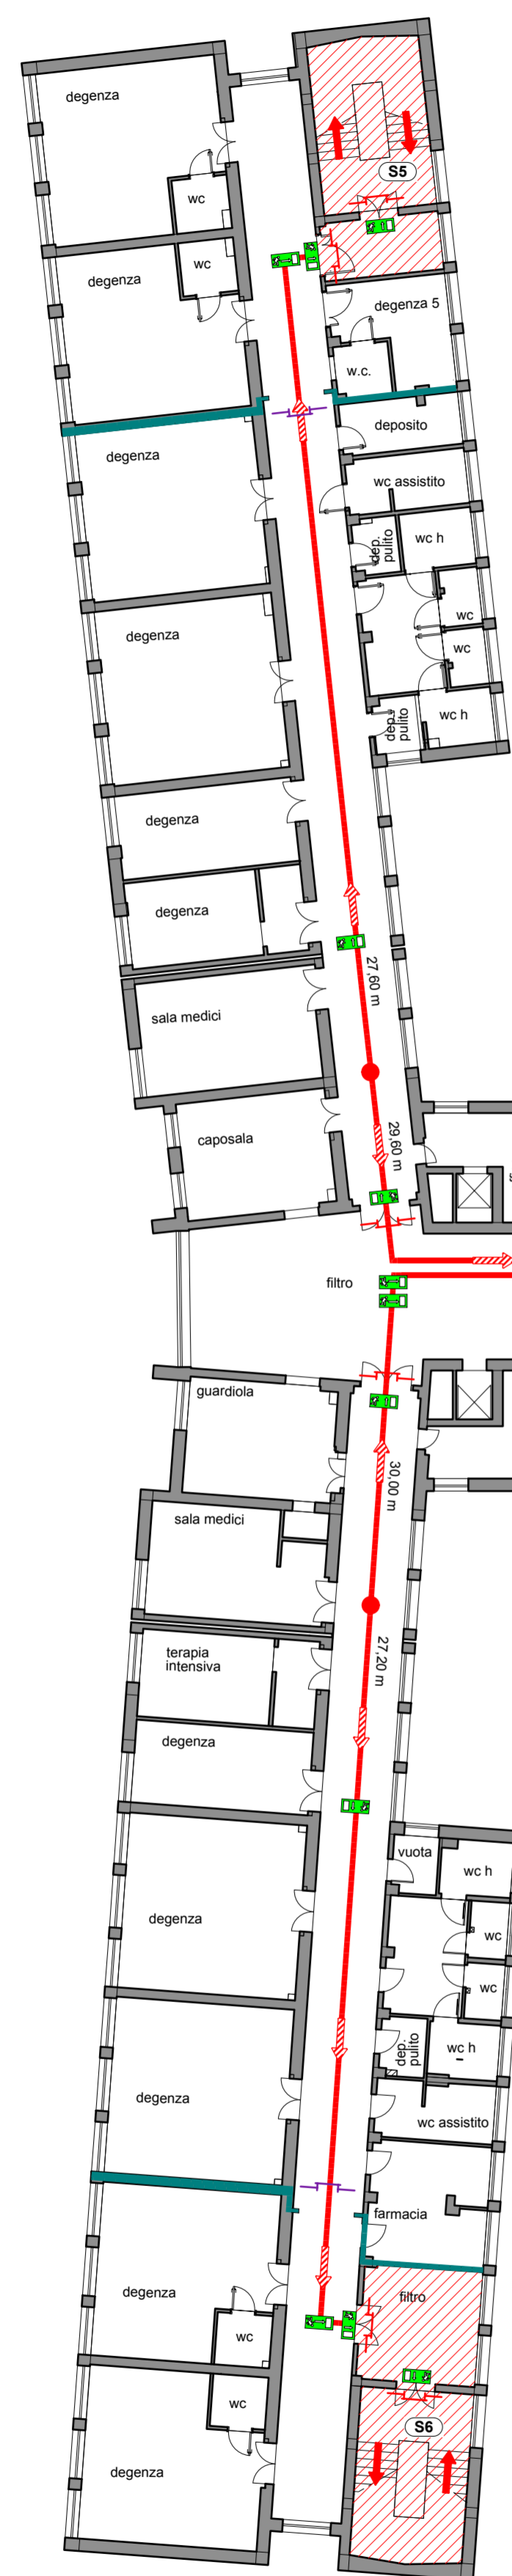 degenza
S5
wc
wc
degenza
degenza 5
w.c.
deposito
degenza
wc assistito
dep.
pulito
wc h
wc
degenza
wc
dep.
pulito
wc h
degenza
degenza
27,60 m
sala medici
29,60 m
caposala
filtro
guardiola
30,00 m
sala medici
27,20 m
terapia
intensiva
degenza
vuota
wc h
degenza
wc
wc
dep.
pulito
wc h
degenza
wc assistito
farmacia
degenza
filtro
wc
wc
S6
degenza